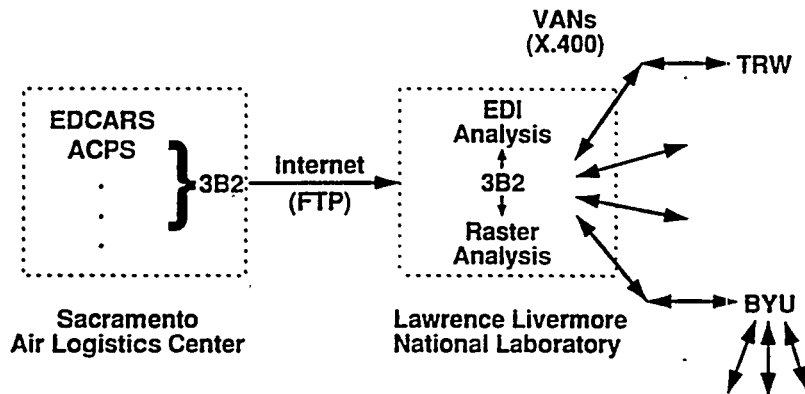 VANs
(X.400)
TRW
EDCARS
ACPS
3B2
Internet
(FTP)
EDI
Analysis
3B2
Raster
Analysis
BYU
Sacramento
Air Logistics Center
Lawrence Livermore
National Laboratory